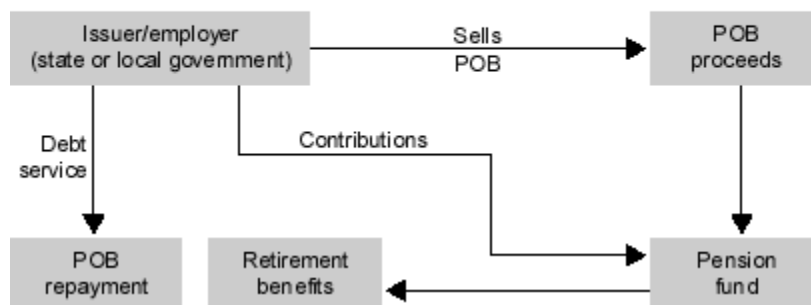 Issuer/employer
(state or local government)
Sells
POB
POB
proceeds
Debt
service
Contributions
POB
repayment
Retirement
benefits
Pension
fund